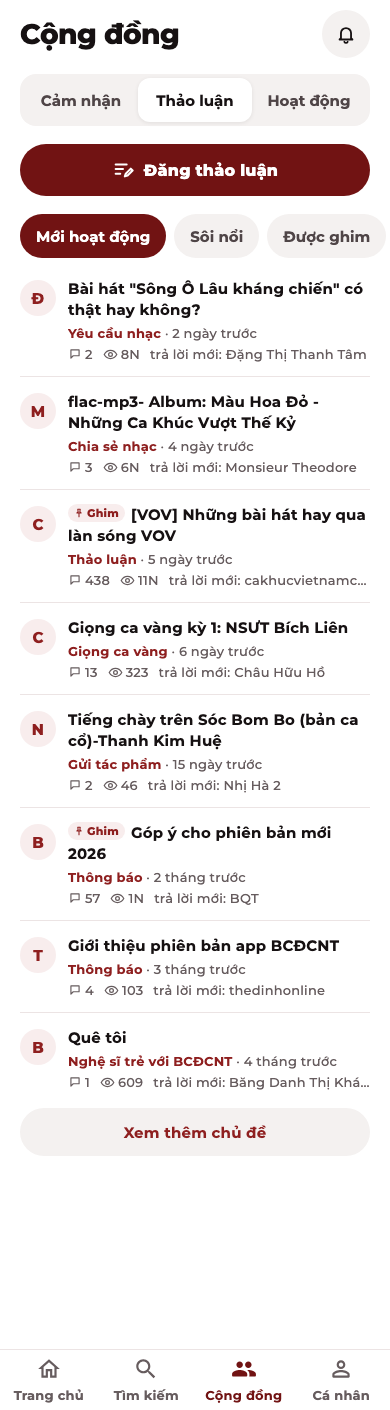 Cộng đồng
Cảm nhận
Thảo luận
Hoạt động
Đăng thảo luận
Mới hoạt động
Sôi nổi
Được ghim
Đ
Bài hát "Sông Ô Lâu kháng chiến" có
thật hay không?
Yêu cầu nhạc · 2 ngày trước
2 8N trả lời mới: Đặng Thị Thanh Tâm
M
flac-mp3- Album: Màu Hoa Đỏ -
Những Ca Khúc Vượt Thế Kỷ
Chia sẻ nhạc · 4 ngày trước
3 6N trả lời mới: Monsieur Theodore
C
Ghim [VOV] Những bài hát hay qua
làn sóng VOV
Thảo luận · 5 ngày trước
438 11N trả lời mới: cakhucvietnamc...
C
Giọng ca vàng kỳ 1: NSƯT Bích Liên
Giọng ca vàng · 6 ngày trước
13 323 trả lời mới: Châu Hữu Hồ
N
Tiếng chày trên Sóc Bom Bo (bản ca
cổ)-Thanh Kim Huệ
Gửi tác phẩm · 15 ngày trước
2 46 trả lời mới: Nhị Hà 2
B
Ghim Góp ý cho phiên bản mới
2026
Thông báo · 2 tháng trước
57 1N trả lời mới: BQT
T
Giới thiệu phiên bản app BCĐCNT
Thông báo · 3 tháng trước
4 103 trả lời mới: thedinhonline
B
Quê tôi
Nghệ sĩ trẻ với BCĐCNT · 4 tháng trước
1 609 trả lời mới: Băng Danh Thị Khá...
Xem thêm chủ đề
Trang chủ
Tìm kiếm
Cộng đồng
Cá nhân